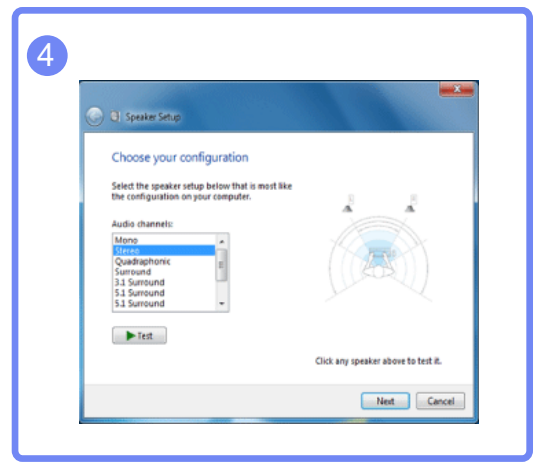 4
Speaker Setup
Choose your configuration
Select the speaker setup below that is most like
the configuration on your computer.
Audio channels:
Mono
Stereo
Quadraphonic
Surround
3.1 Surround
5.1 Surround
5.1 Surround
Test
Click any speaker above to test it.
Next
Cancel